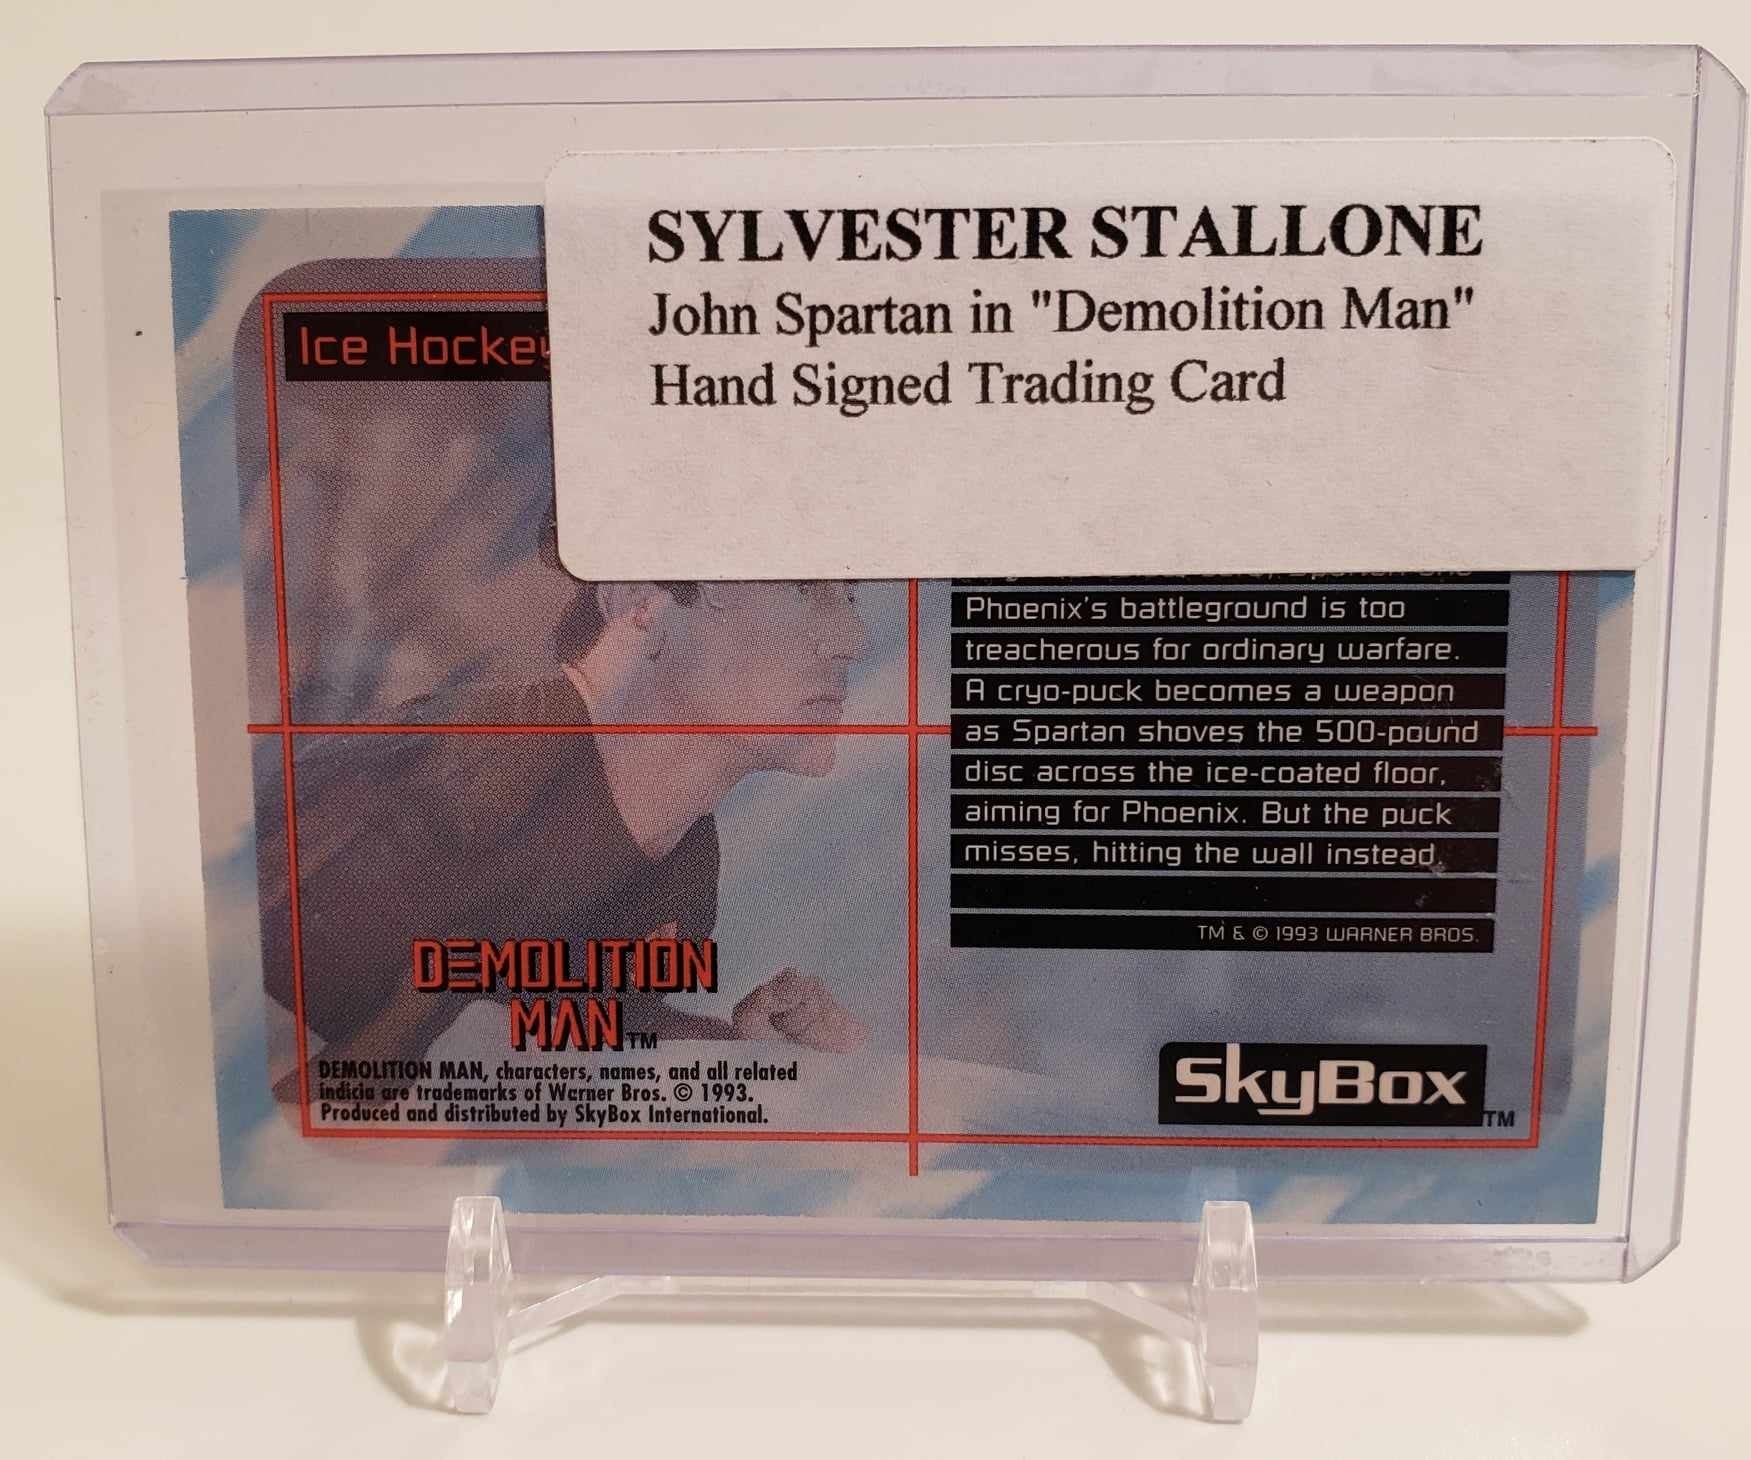 SYLVESTER STALLONE
John Spartan in "Demolition Man"
Hand Signed Trading Card
Ice Hockey
Phoenix's battleground is too
treacherous for ordinary warfare.
A cryo-puck becomes a weapon
as Spartan shoves the 500-pound
disc across the ice-coated floor,
aiming for Phoenix. But the puck
misses, hitting the wall instead.
TM & © 1993 WARNER BROS.
DEMOLITION
MAN TM
DEMOLITION MAN, characters, names, and all related
indicia are trademarks of Warner Bros. © 1993.
Produced and distributed by SkyBox International.
SkyBox TM